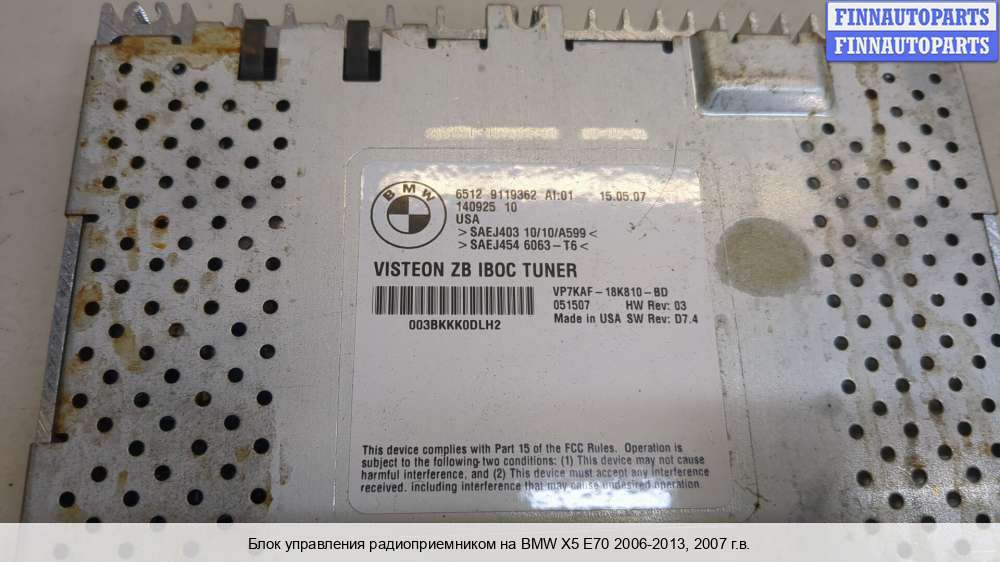 FINNAUTOPARTS
FINNAUTOPARTS
BMW
6512 9119362 AI:01 15.05.07
140925 10
USA
>SAEJ403 10/10/A599<
>SAEJ454 6063-T6<
VISTEON ZB IBOC TUNER
VP7KAF-18K810-BD
051507 HW Rev: 03
Made in USA SW Rev: D7.4
003BKKK0DLH2
This device complies with Part 15 of the FCC Rules. Operation is
subject to the following two conditions: (1) This device may not cause
harmful interference, and (2) This device must accept any interference
received, including interference that may cause undesired operation.
Блок управления радиоприемником на BMW X5 E70 2006-2013, 2007 г.в.